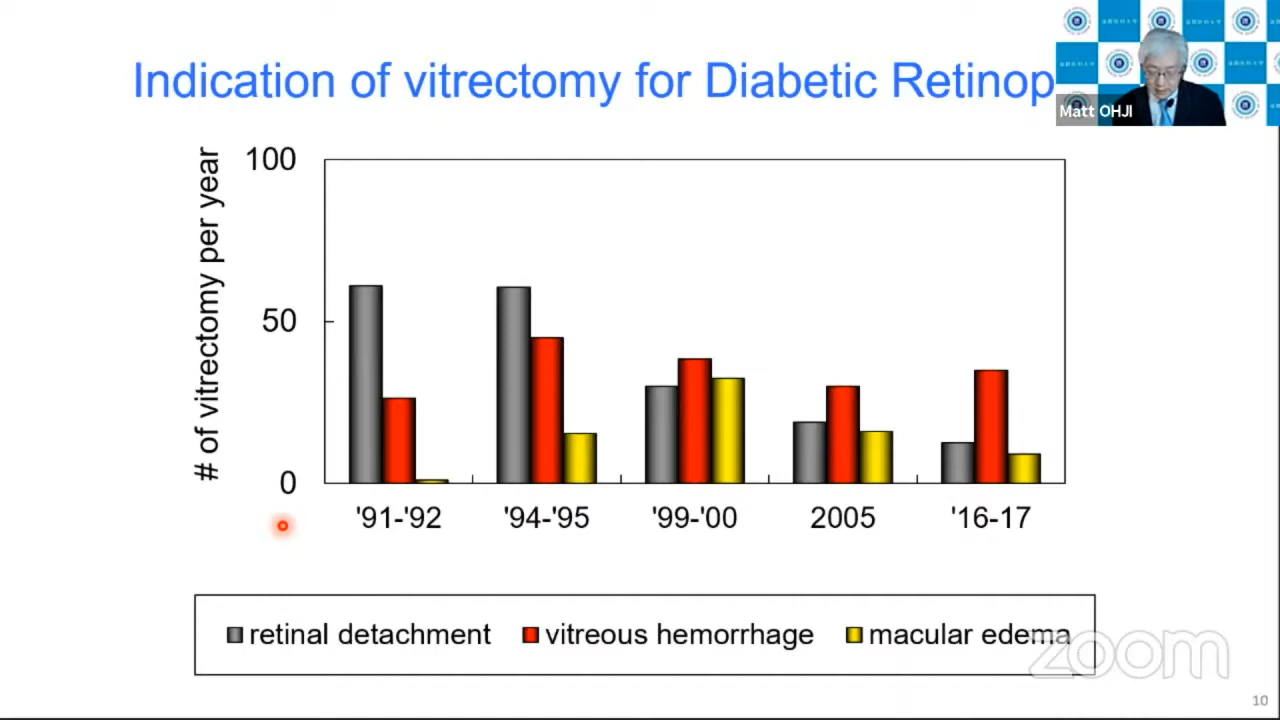 Indication of vitrectomy for Diabetic Retinop
Matt OHJI
# of vitrectomy per year
100
50
0
'91-'92
'94-'95
'99-'00
2005
'16-17
retinal detachment
vitreous hemorrhage
macular edema
zoom
10